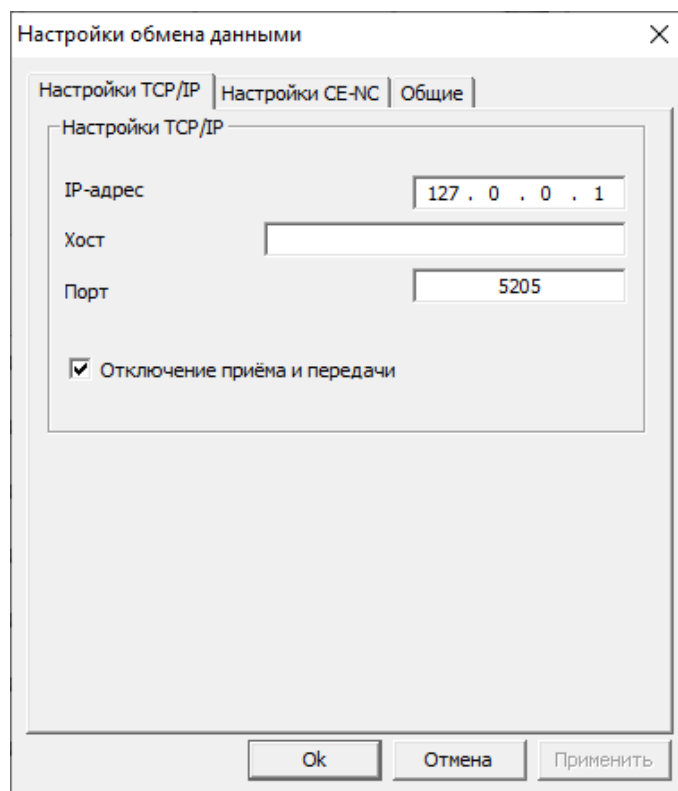 Настройки обмена данными
Настройки TCP/IP Настройки CE-NC Общие
Настройки TCP/IP
IP-адрес 127 . 0 . 0 . 1
Хост
Порт 5205
Отключение приёма и передачи
Ok Отмена Применить